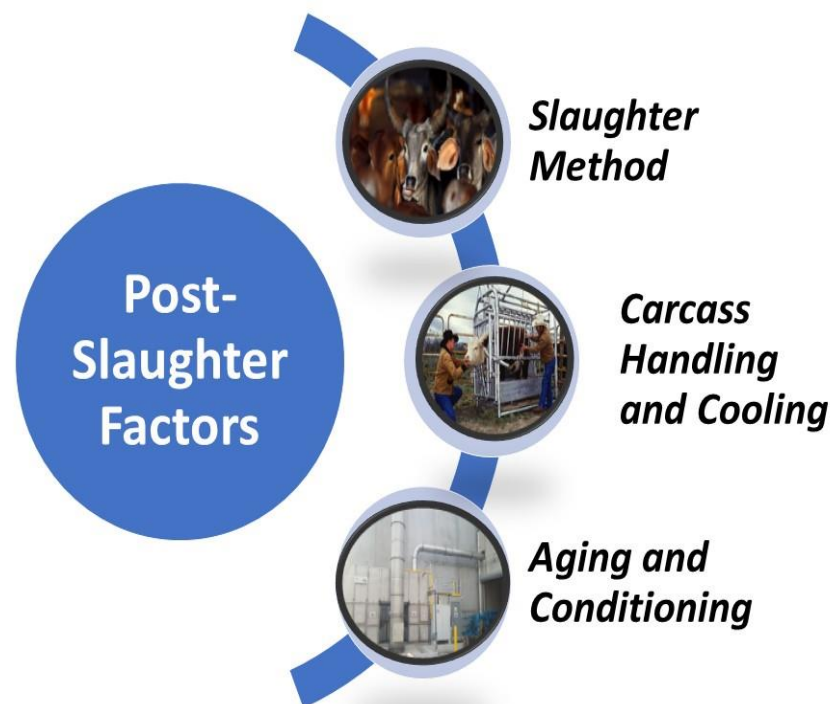 Slaughter
Method
Post-
Slaughter
Factors
Carcass
Handling
and Cooling
Aging and
Conditioning